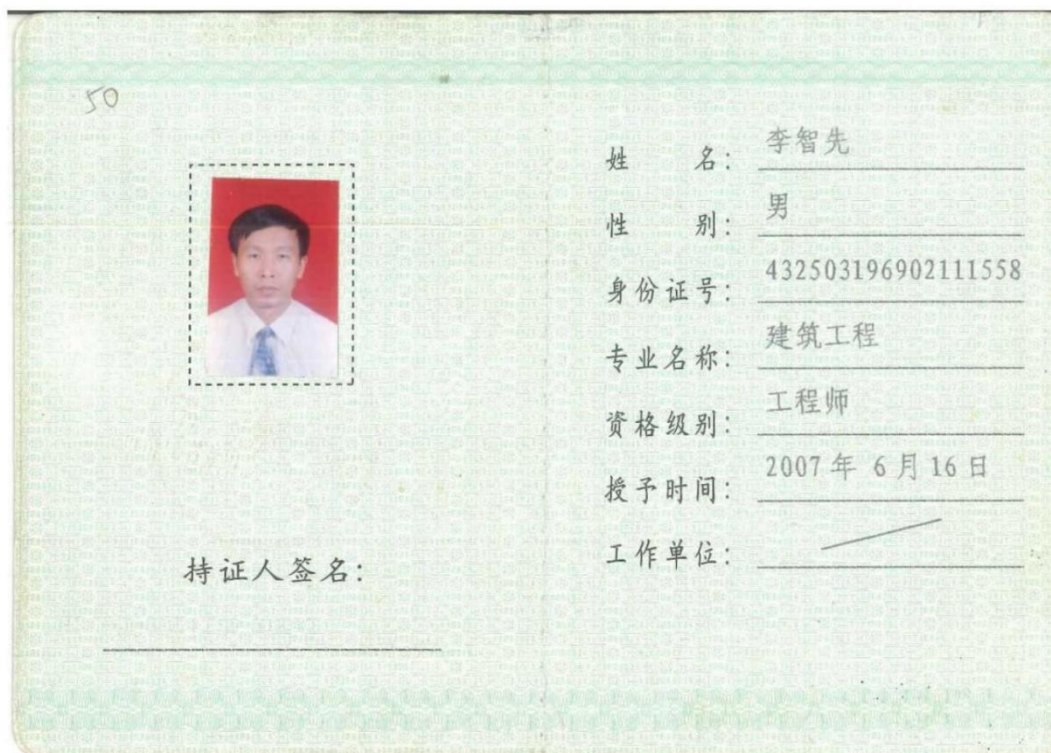 50
持证人签名:
姓名: 李智先
性别: 男
身份证号: 432503196902111558
专业名称: 建筑工程
资格级别: 工程师
授予时间: 2007年 6月16日
工作单位: